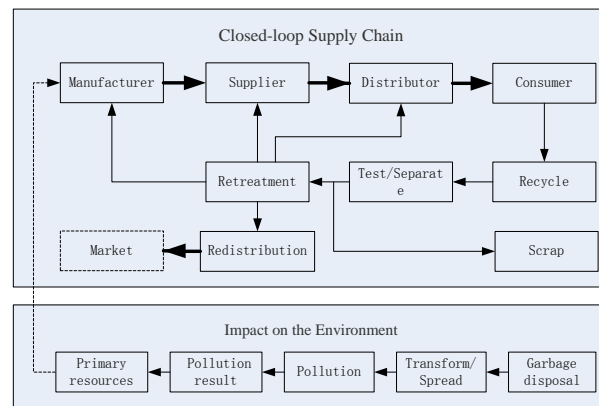 Closed-loop Supply Chain
Manufacturer
Supplier
Distributor
Consumer
Retreatment
Test/Separat
e
Recycle
Market
Redistribution
Scrap
Impact on the Environment
Primary
resources
Pollution
result
Pollution
Transform/
Spread
Garbage
disposal